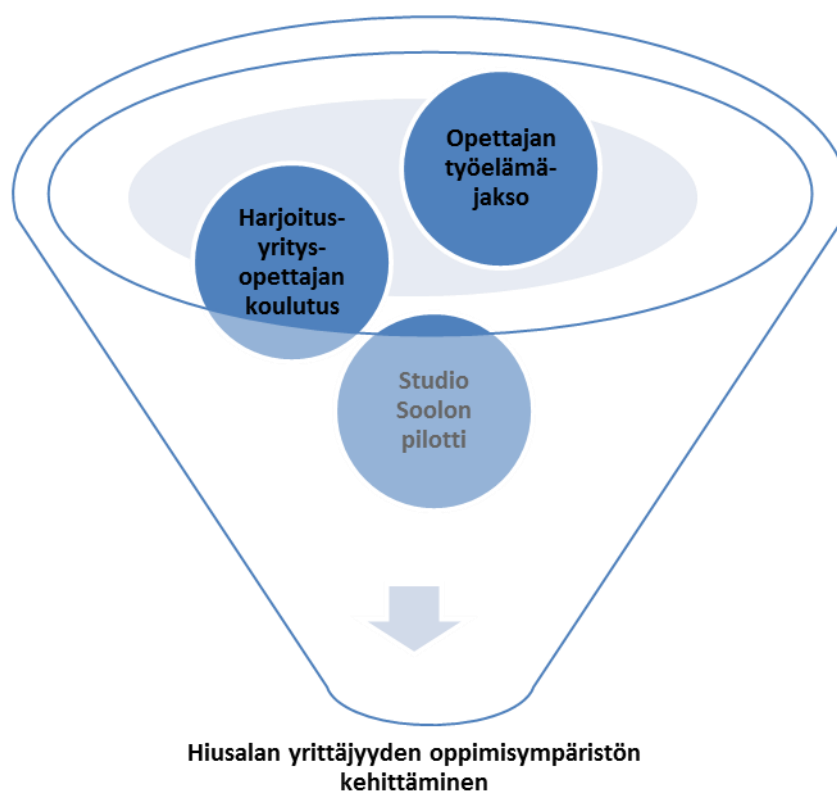 Opettajan
työelämä-
jakso
Harjoitus-
yritys-
opettajan
koulutus
Studio
Soolon
pilotti
Hiusalan yrittäjyyden oppimisympäristön
kehittäminen